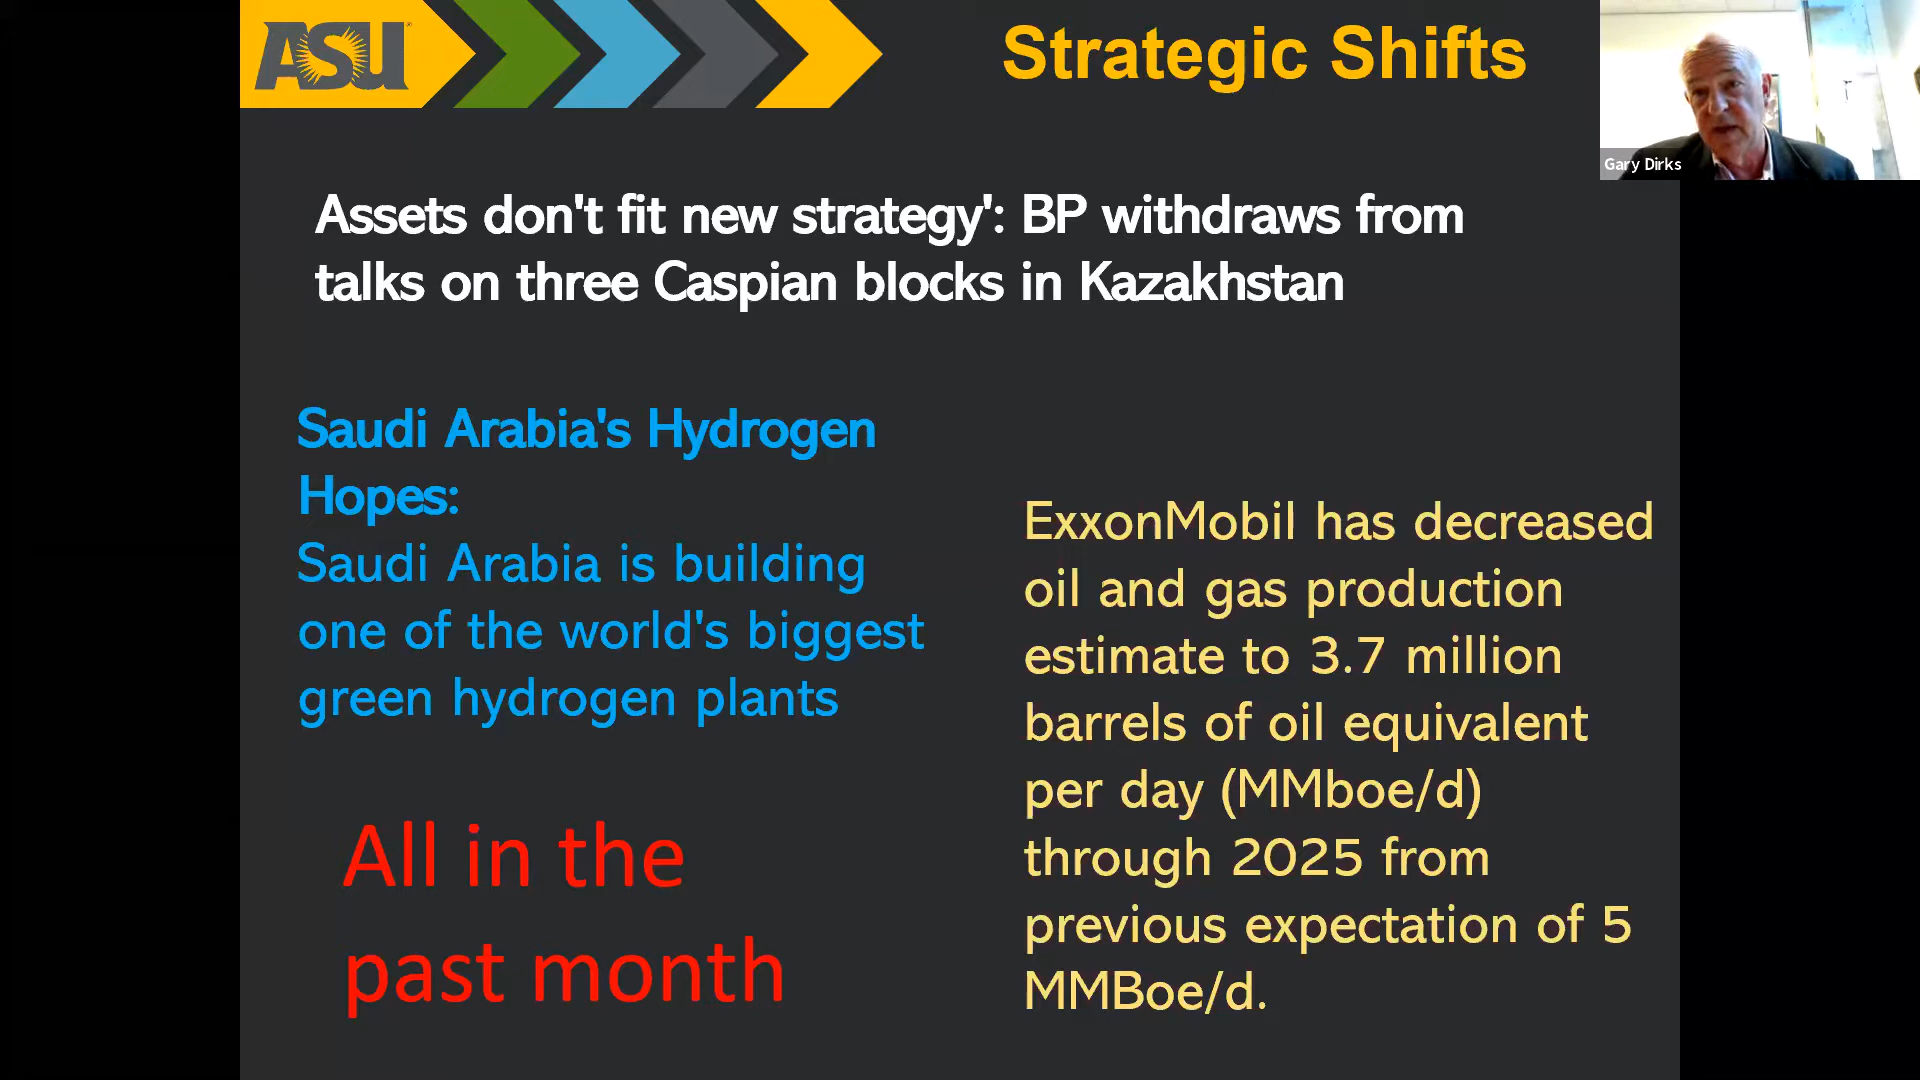 ASU
Strategic Shifts
Gary Dirks
Assets don't fit new strategy': BP withdraws from
talks on three Caspian blocks in Kazakhstan
Saudi Arabia's Hydrogen
Hopes:
Saudi Arabia is building
one of the world's biggest
green hydrogen plants
All in the
past month
ExxonMobil has decreased
oil and gas production
estimate to 3.7 million
barrels of oil equivalent
per day (MMboe/d)
through 2025 from
previous expectation of 5
MMBoe/d.